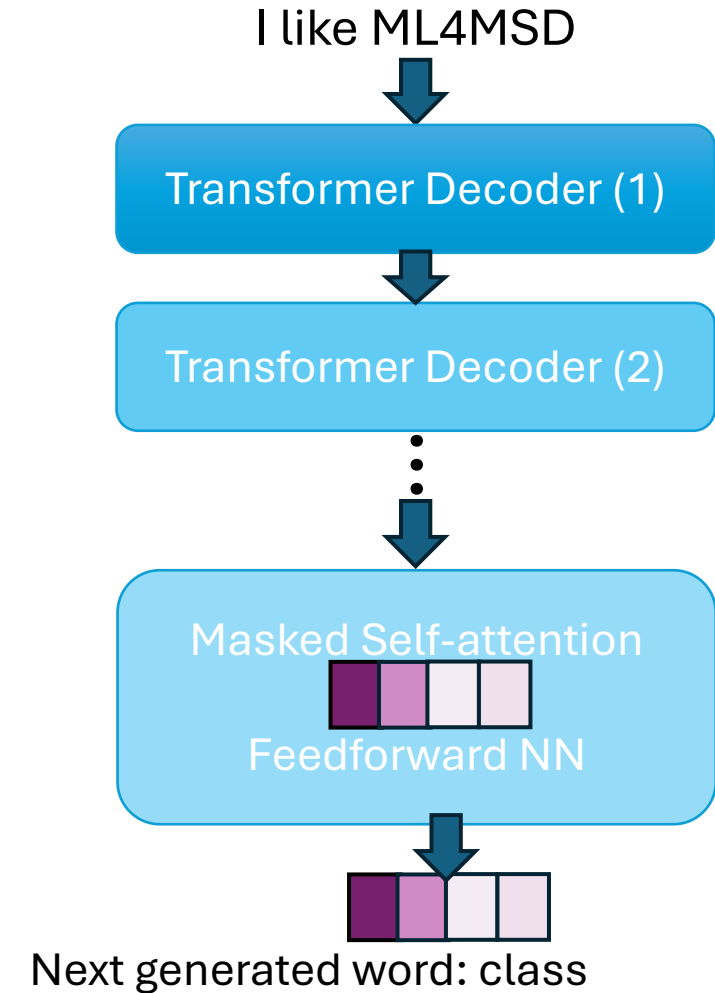 I like ML4MSD
Transformer Decoder (1)
Transformer Decoder (2)
Masked Self-attention
Feedforward NN
Next generated word: class